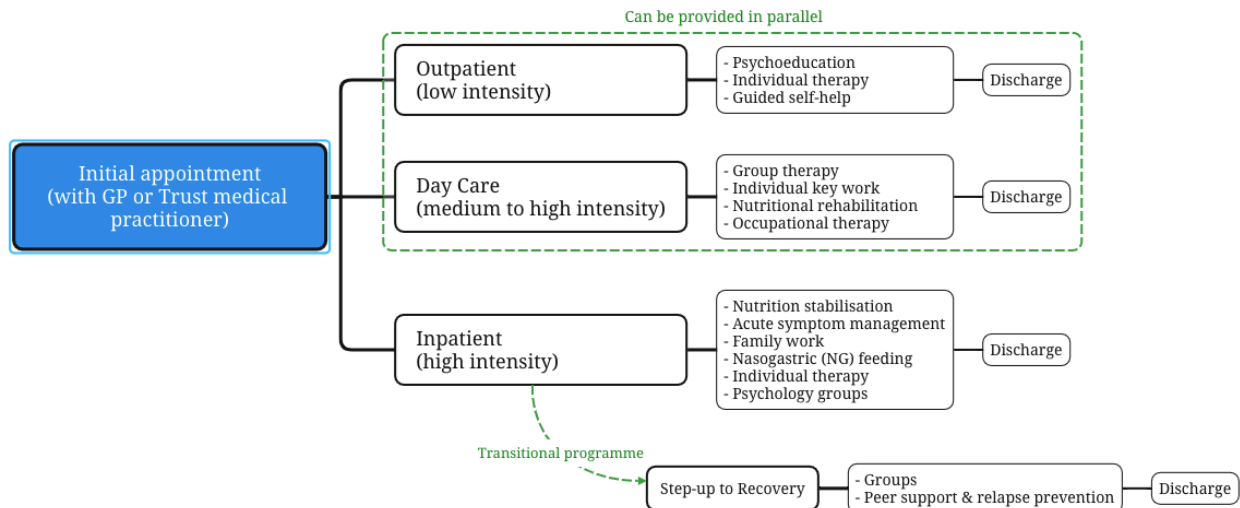 Can be provided in parallel
Initial appointment
(with GP or Trust medical
practitioner)
Outpatient
(low intensity)
- Psychoeducation
- Individual therapy
- Guided self-help
Discharge
Day Care
(medium to high intensity)
- Group therapy
- Individual key work
- Nutritional rehabilitation
- Occupational therapy
Discharge
Inpatient
(high intensity)
- Nutrition stabilisation
- Acute symptom management
- Family work
- Nasogastric (NG) feeding
- Individual therapy
- Psychology groups
Discharge
Transitional programme
Step-up to Recovery
- Groups
- Peer support & relapse prevention
Discharge